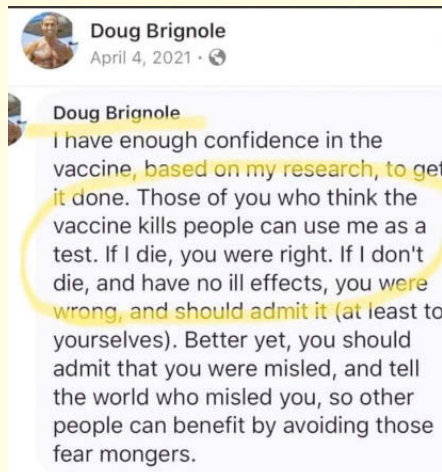 Doug Brignole
April 4, 2021 ·
Doug Brignole
I have enough confidence in the
vaccine, based on my research, to get
it done. Those of you who think the
vaccine kills people can use me as a
test. If I die, you were right. If I don't
die, and have no ill effects, you were
wrong, and should admit it (at least to
yourselves). Better yet, you should
admit that you were misled, and tell
the world who misled you, so other
people can benefit by avoiding those
fear mongers.